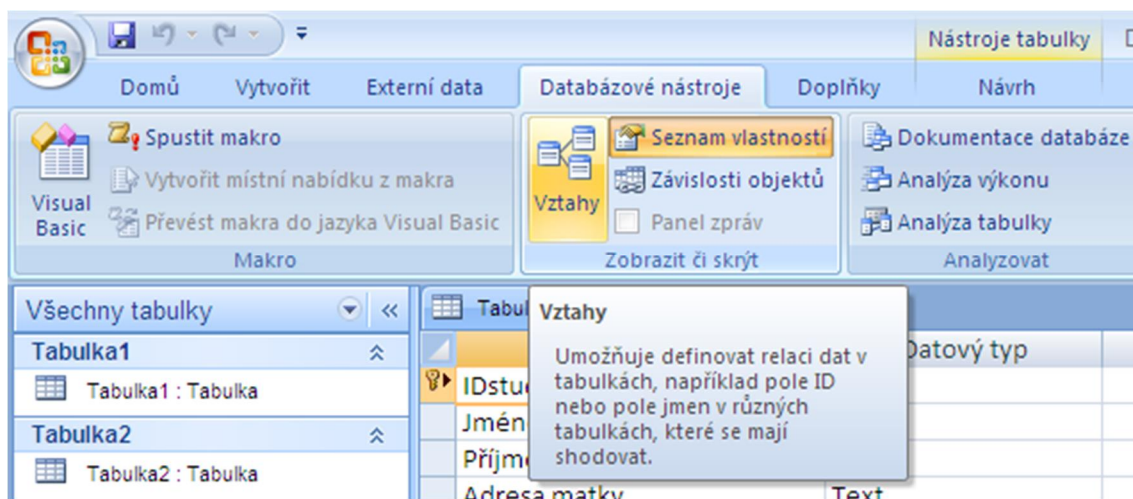 Nástroje tabulky
Domů Vytvořit Externí data Databázové nástroje Doplňky Návrh
Visual Basic
Spustit makro
Vytvořit místní nabídku z makra
Převést makra do jazyka Visual Basic
Makro
Vztahy
Seznam vlastností
Závislosti objektů
Panel zpráv
Zobrazit či skrýt
Dokumentace databáze
Analýza výkonu
Analýza tabulky
Analyzovat
Všechny tabulky
Tabulka1
Tabulka1 : Tabulka
Tabulka2
Tabulka2 : Tabulka
Vztahy
Umožňuje definovat relaci dat v
tabulkách, například pole ID
nebo pole jmen v různých
tabulkách, které se mají
shodovat.
Datový typ
Adresa matky Text